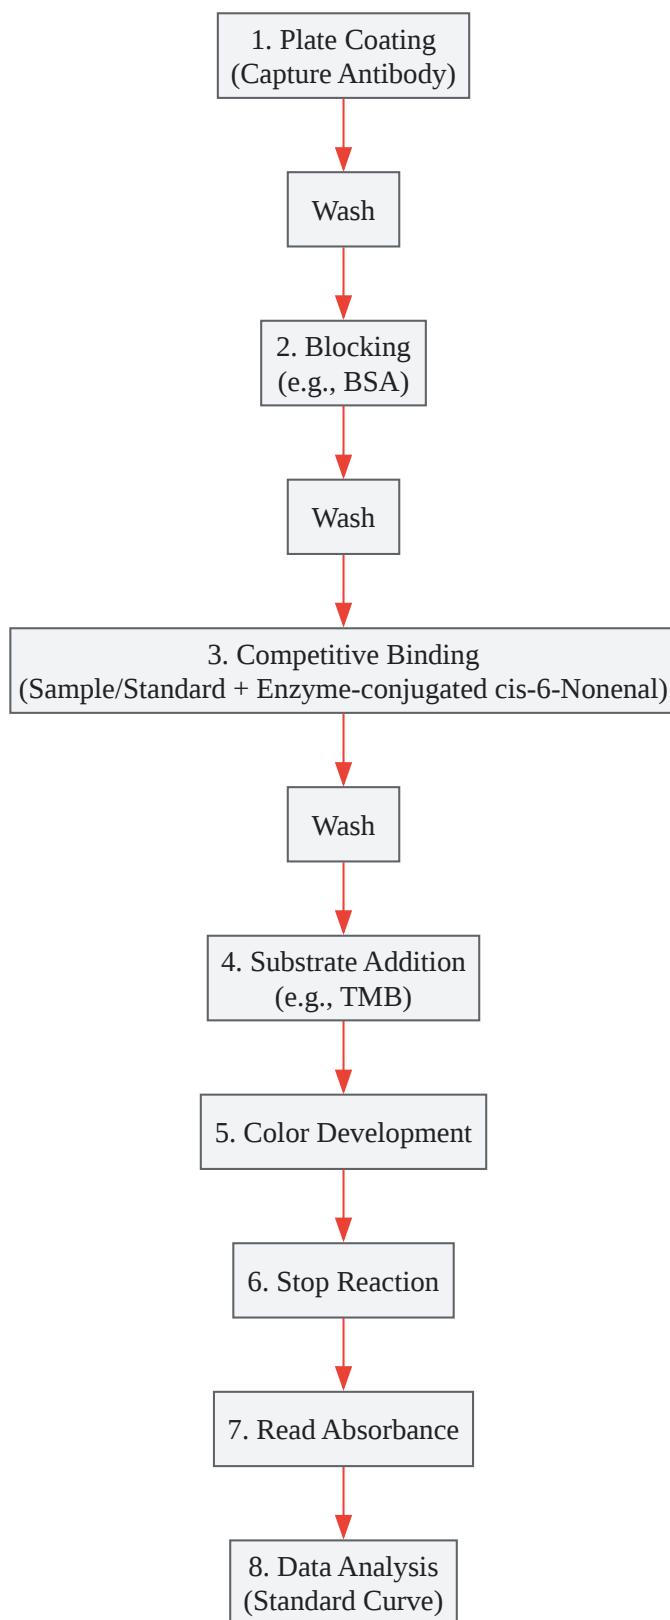 1. Plate Coating
(Capture Antibody)
Wash
2. Blocking
(e.g., BSA)
Wash
3. Competitive Binding
(Sample/Standard + Enzyme-conjugated cis-6-Nonenal)
Wash
4. Substrate Addition
(e.g., TMB)
5. Color Development
6. Stop Reaction
7. Read Absorbance
8. Data Analysis
(Standard Curve)